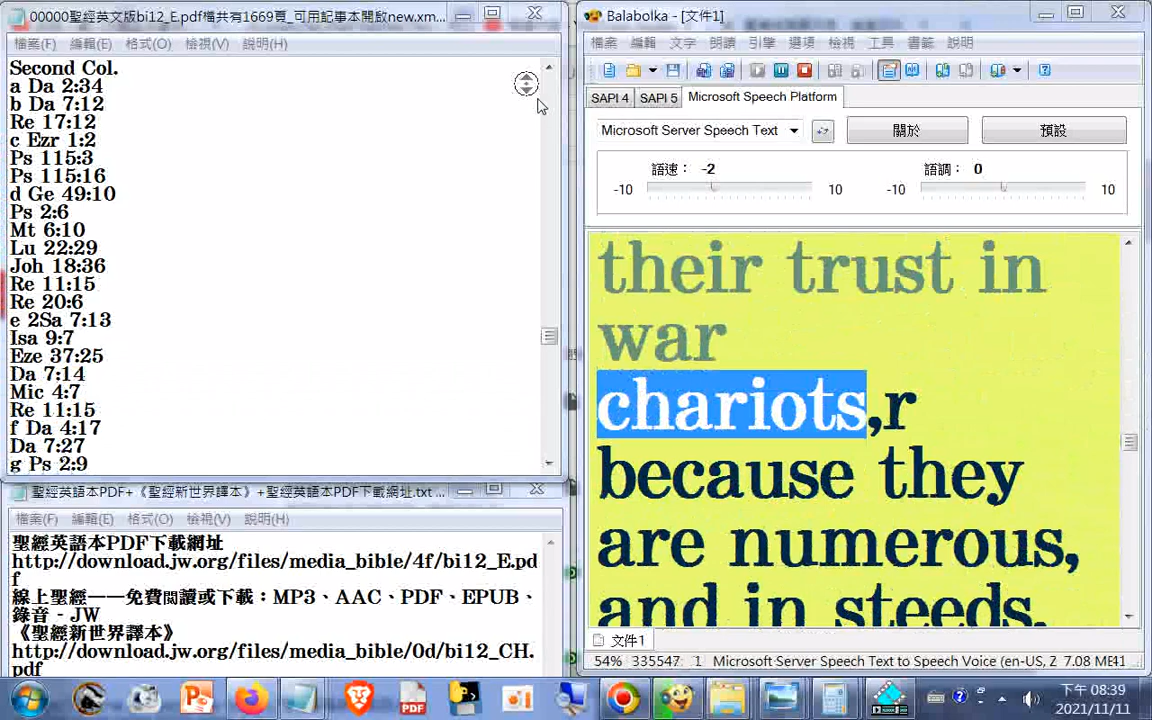 00000聖經英文版bi12_E.pdf檔共有1669頁_可用記事本開啟new.xm...
檔案(F) 編輯(E) 格式(O) 檢視(V) 說明(H)
Second Col.
a Da 2:34
b Da 7:12
Re 17:12
c Ezr 1:2
Ps 115:3
Ps 115:16
d Ge 49:10
Ps 2:6
Mt 6:10
Lu 22:29
Joh 18:36
Re 11:15
Re 20:6
e 2Sa 7:13
Isa 9:7
Eze 37:25
Da 7:14
Mic 4:7
Re 11:15
f Da 4:17
Da 7:27
g Ps 2:9
聖經英語本PDF+《聖經新世界譯本》+聖經英語本PDF下載網址.txt ...
檔案(F) 編輯(E) 格式(O) 檢視(V) 說明(H)
聖經英語本PDF下載網址
http://download.jw.org/files/media_bible/4f/bi12_E.pd
f
線上聖經——免費閱讀或下載：MP3、AAC、PDF、EPUB、
錄音 - JW
《聖經新世界譯本》
http://download.jw.org/files/media_bible/0d/bi12_CH.
pdf
Balabolka - [文件1]
檔案 編輯 文字 朗讀 引擎 選項 檢視 工具 書籤 說明
SAPI 4 SAPI 5 Microsoft Speech Platform
Microsoft Server Speech Text 關於 預設
語速： -2 語調： 0
-10 10 -10 10
their trust in
war
chariots,r
because they
are numerous,
and in steeds,
文件1
54% 335547: 1 Microsoft Server Speech Text to Speech Voice (en-US, Z 7.08 ME41
PDF
下午 08:39
2021/11/11